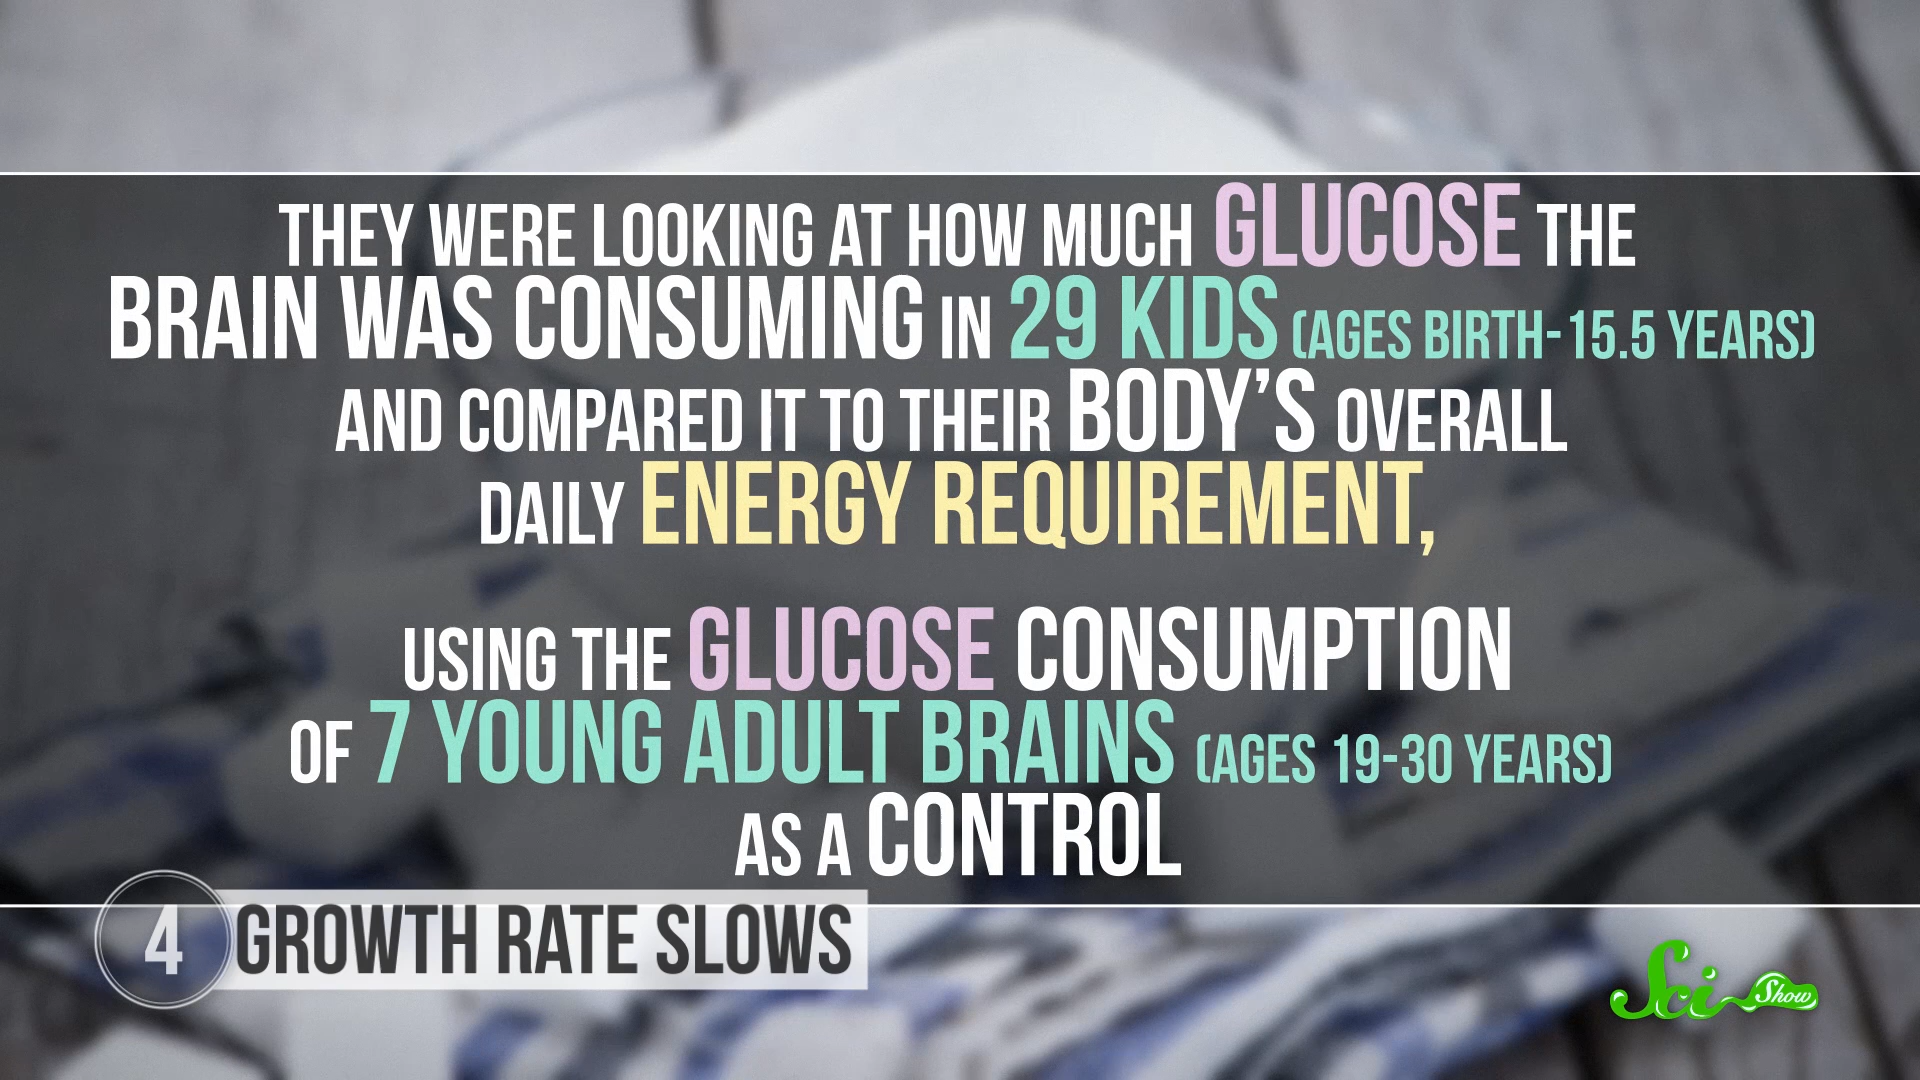 THEY WERE LOOKING AT HOW MUCH GLUCOSE THE
BRAIN WAS CONSUMING IN 29 KIDS (AGES BIRTH-15.5 YEARS)
AND COMPARED IT TO THEIR BODY'S OVERALL
DAILY ENERGY REQUIREMENT,
USING THE GLUCOSE CONSUMPTION
OF 7 YOUNG ADULT BRAINS (AGES 19-30 YEARS)
AS A CONTROL
4 GROWTH RATE SLOWS
Sci Show